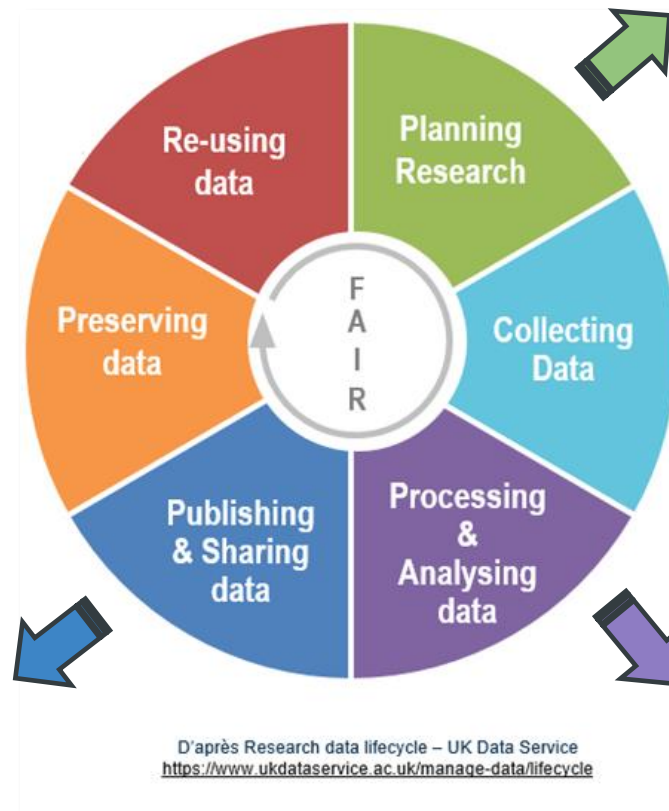 Re-using
data
Planning
Research
Preserving
data
F
A
I
R
Collecting
Data
Publishing
& Sharing
data
Processing
&
Analysing
data
D'après Research data lifecycle – UK Data Service
https://www.ukdataservice.ac.uk/manage-data/lifecycle